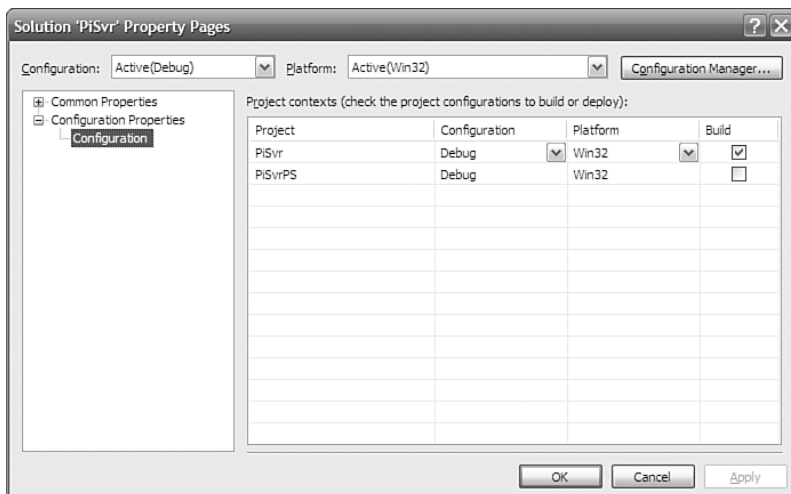 Solution 'PiSvr' Property Pages
Configuration: Active(Debug) Platform: Active(Win32) Configuration Manager...
Common Properties
Configuration Properties
Configuration
Project contexts (check the project configurations to build or deploy):
Project Configuration Platform Build
PiSvr Debug Win32
PiSvrPS Debug Win32
OK Cancel Apply